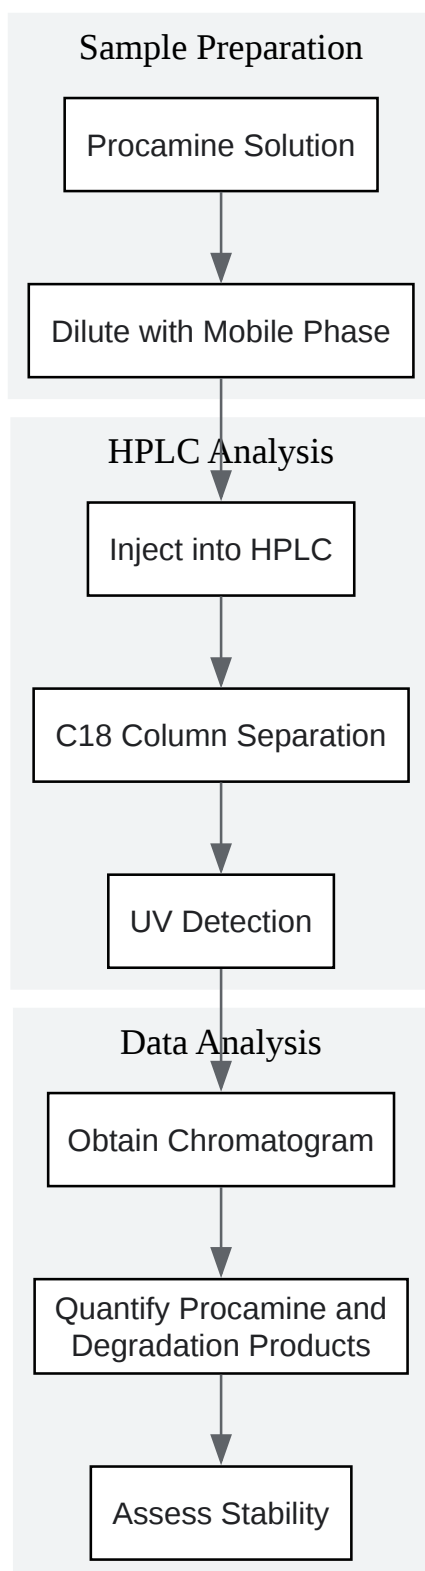 Sample Preparation
Procamine Solution
Dilute with Mobile Phase
HPLC Analysis
Inject into HPLC
C18 Column Separation
UV Detection
Data Analysis
Obtain Chromatogram
Quantify Procamine and
Degradation Products
Assess Stability